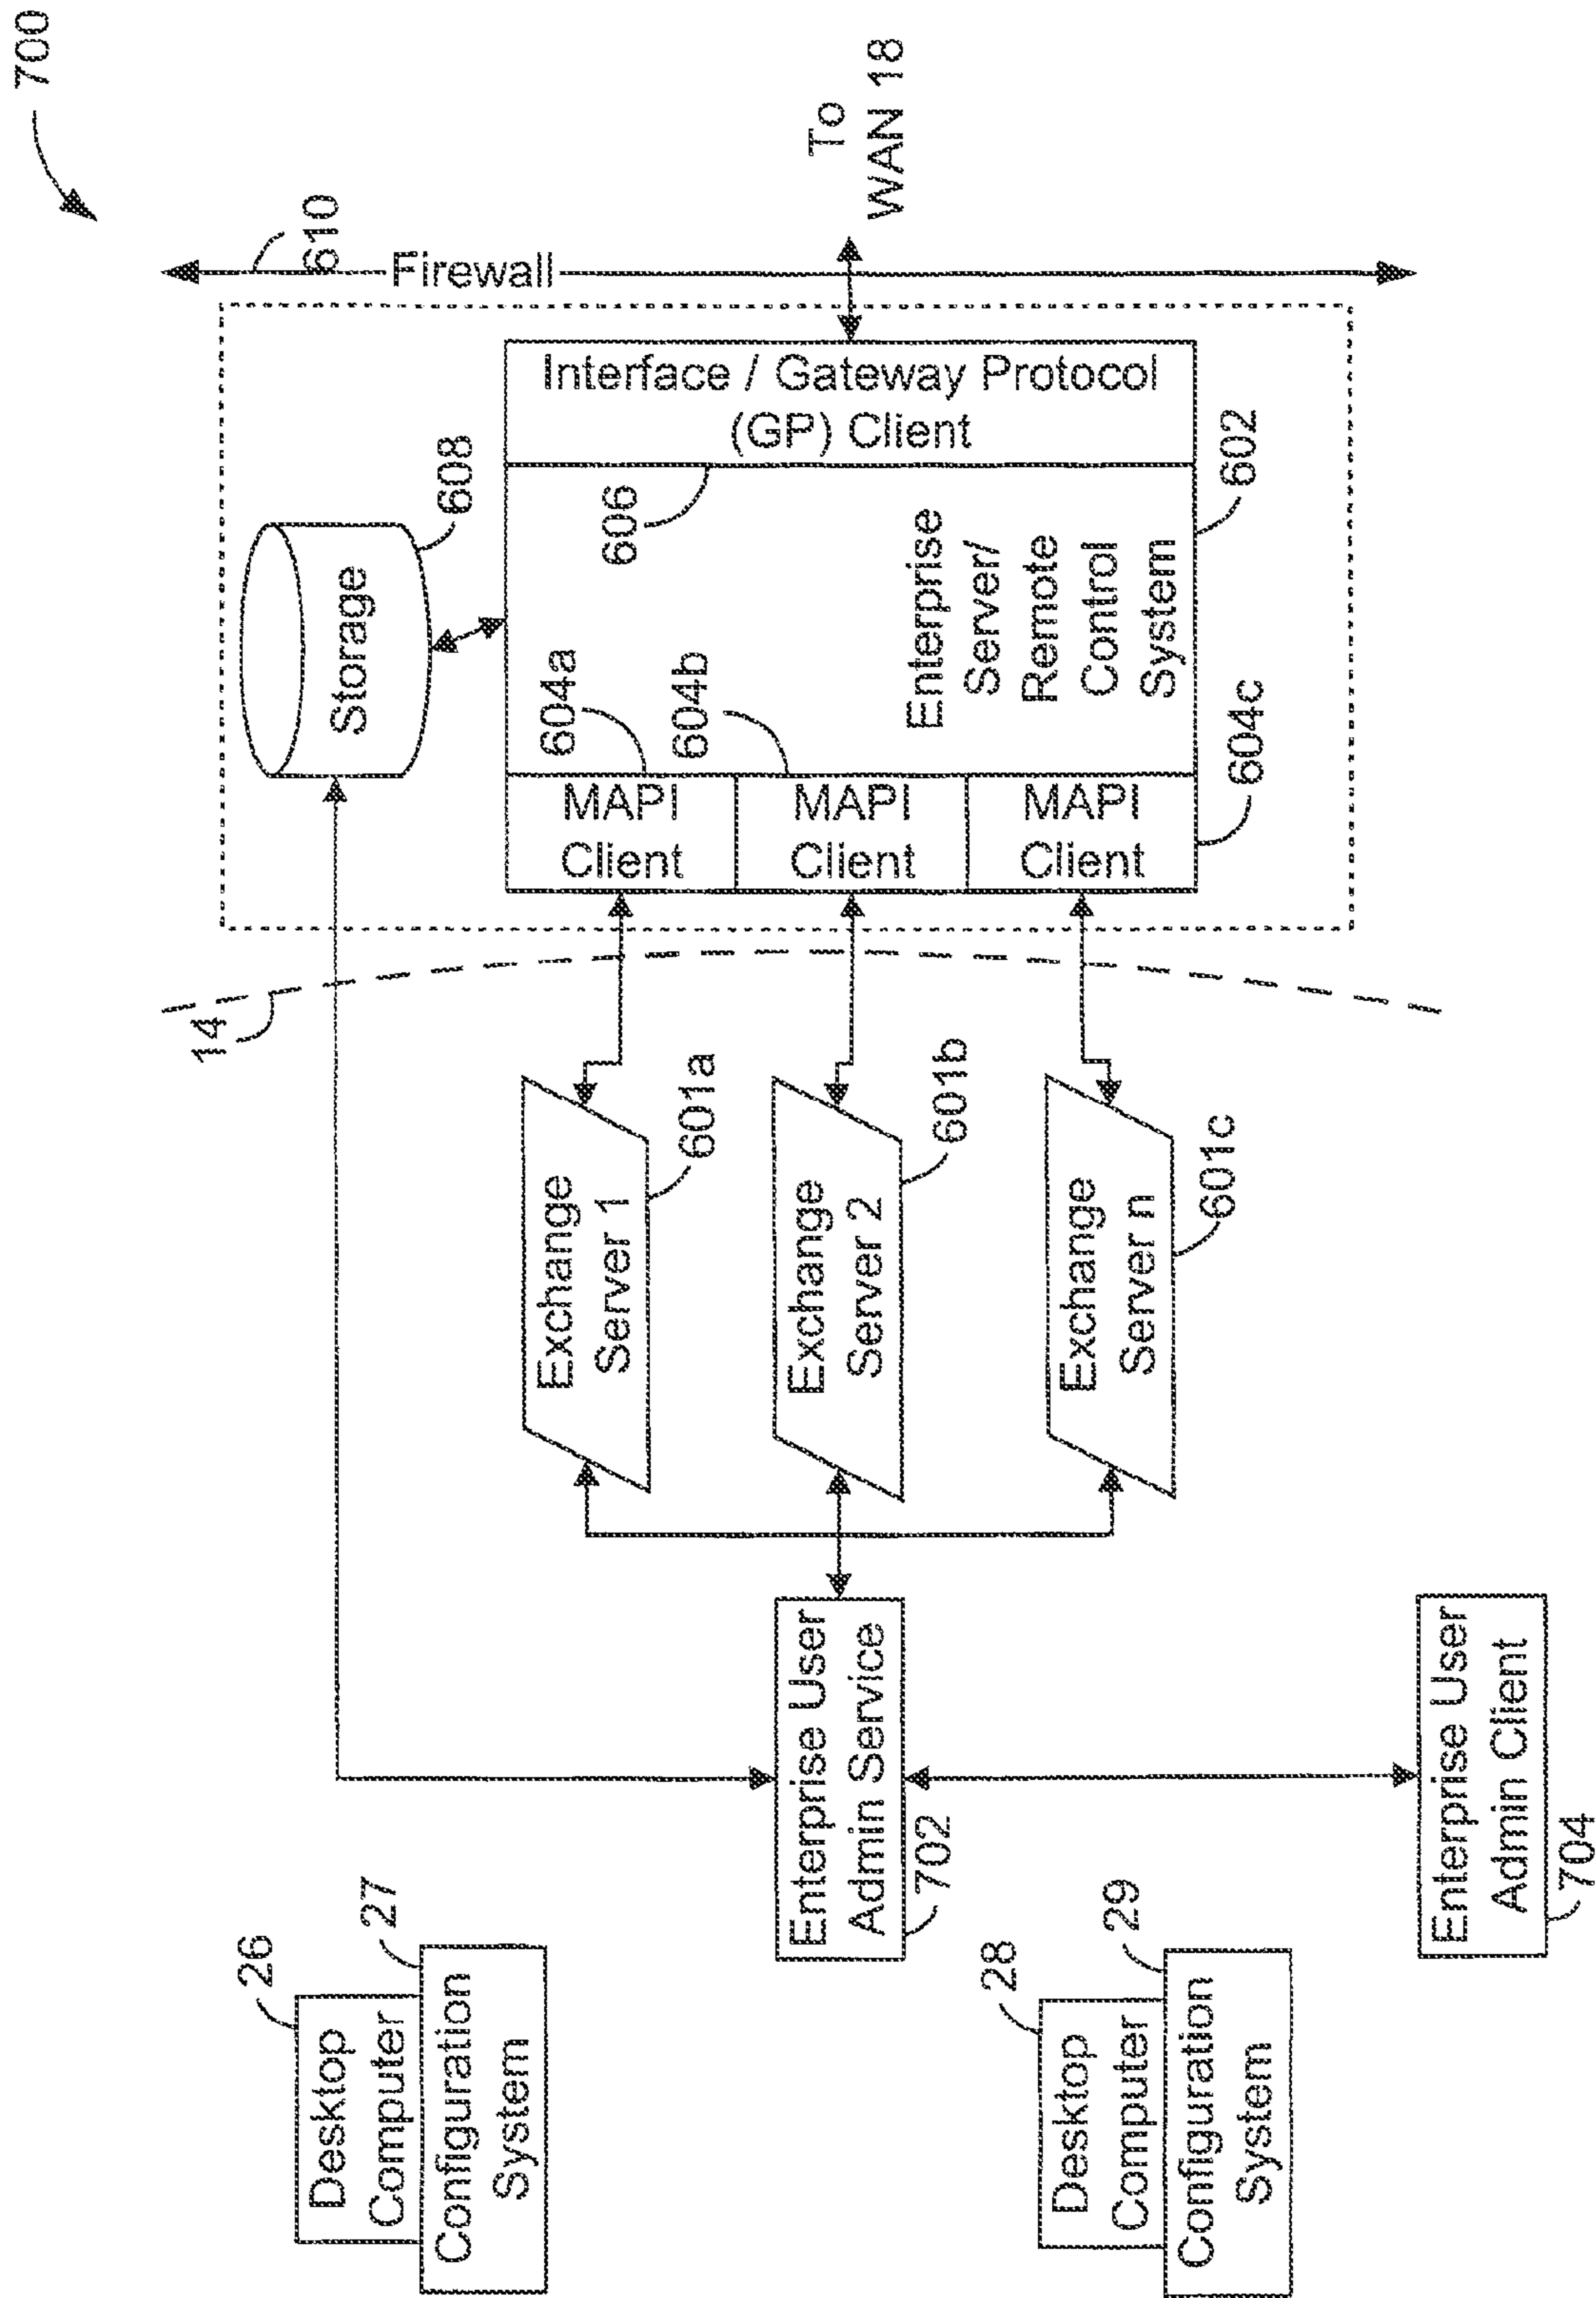 700
610
Firewall
To
WAN 18
Interface / Gateway Protocol
(GP) Client
608
Storage
606
602
Enterprise
Server/
Remote
Control
System
604a
604b
604c
MAPI
Client
MAPI
Client
MAPI
Client
14
Exchange
Server 1
601a
Exchange
Server 2
601b
Exchange
Server n
601c
Enterprise User
Admin Service
702
Enterprise User
Admin Client
704
26
Desktop
Computer
27
Configuration
System
28
Desktop
Computer
29
Configuration
System